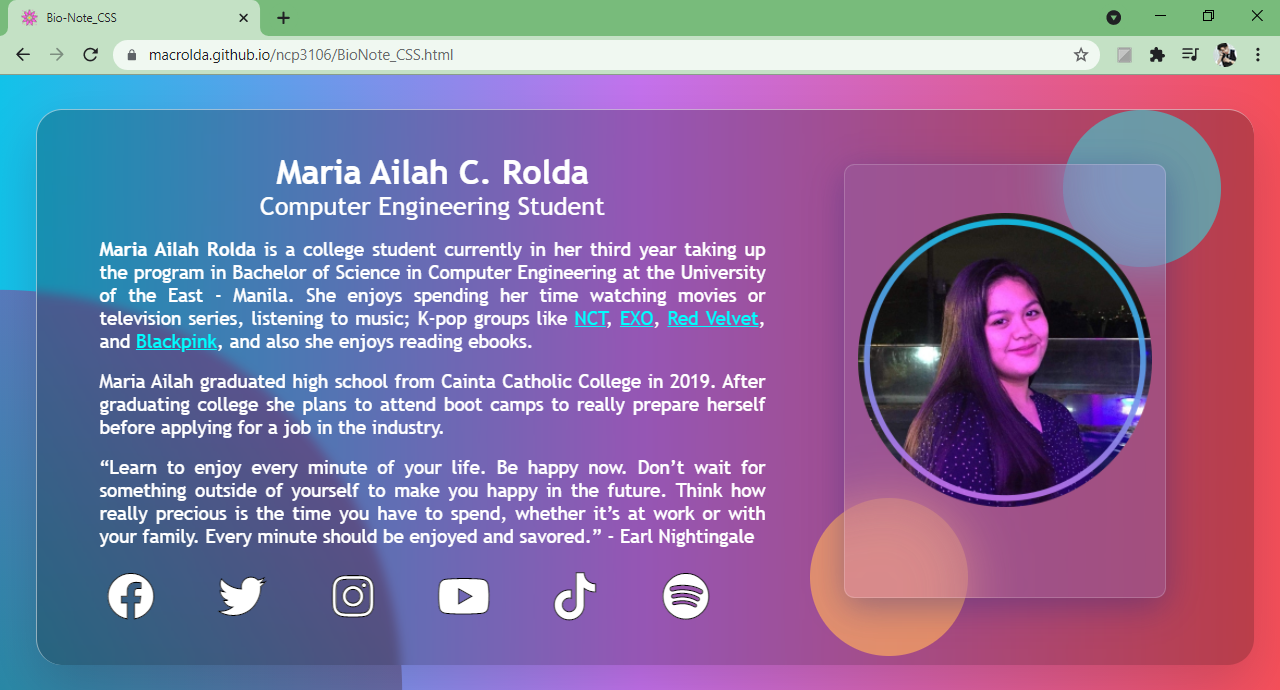 Bio-Note_CSS
macrolda.github.io/ncp3106/BioNote_CSS.html
Maria Ailah C. Rolda
Computer Engineering Student
Maria Ailah Rolda is a college student currently in her third year taking up
the program in Bachelor of Science in Computer Engineering at the University
of the East - Manila. She enjoys spending her time watching movies or
television series, listening to music; K-pop groups like NCT, EXO, Red Velvet,
and Blackpink, and also she enjoys reading ebooks.
Maria Ailah graduated high school from Cainta Catholic College in 2019. After
graduating college she plans to attend boot camps to really prepare herself
before applying for a job in the industry.
“Learn to enjoy every minute of your life. Be happy now. Don’t wait for
something outside of yourself to make you happy in the future. Think how
really precious is the time you have to spend, whether it’s at work or with
your family. Every minute should be enjoyed and savored.” - Earl Nightingale